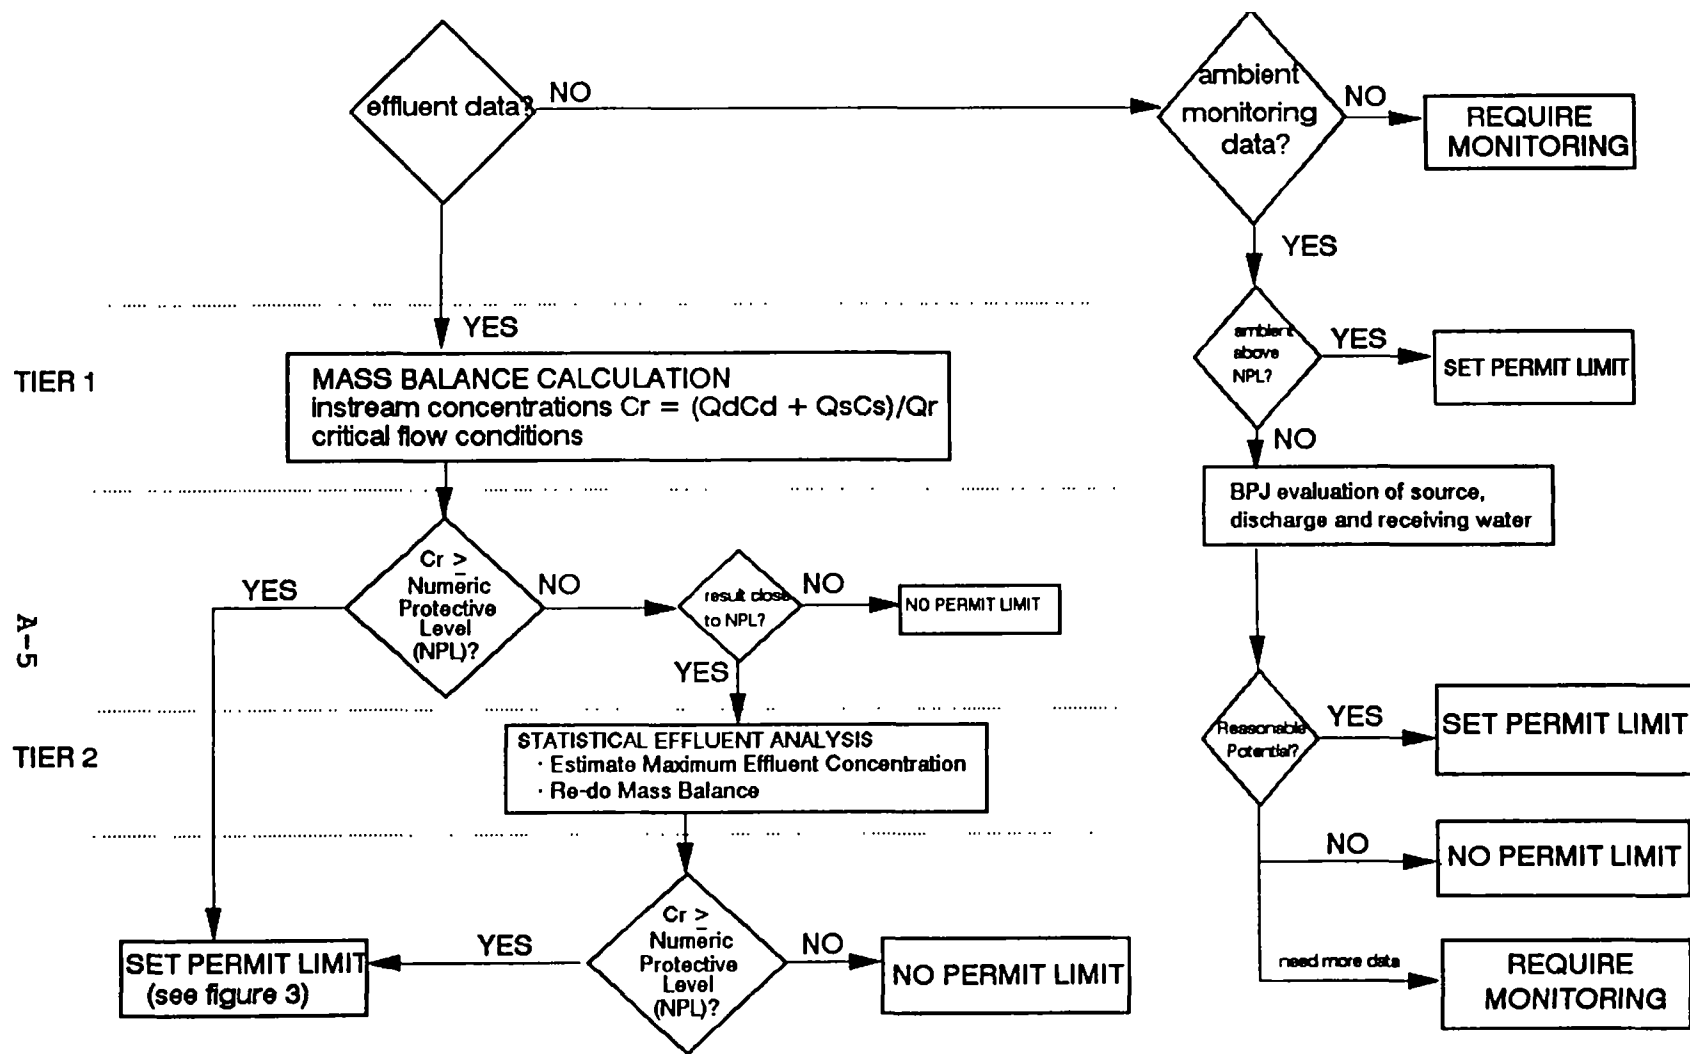 effluent data?
NO
ambient
monitoring
data?
NO
REQUIRE
MONITORING
YES
YES
TIER 1
MASS BALANCE CALCULATION
instream concentrations Cr = (QdCd + QsCs)/Qr
critical flow conditions
ambient
above
NPL?
YES
SET PERMIT LIMIT
NO
BPJ evaluation of source,
discharge and receiving water
Cr ≥
Numeric
Protective
Level
(NPL)?
YES
NO
result close
to NPL?
NO
NO PERMIT LIMIT
YES
A-5
TIER 2
STATISTICAL EFFLUENT ANALYSIS
· Estimate Maximum Effluent Concentration
· Re-do Mass Balance
Reasonable
Potential?
YES
SET PERMIT LIMIT
NO
NO PERMIT LIMIT
need more data
REQUIRE
MONITORING
Cr ≥
Numeric
Protective
Level
(NPL)?
YES
NO
NO PERMIT LIMIT
SET PERMIT LIMIT
(see figure 3)